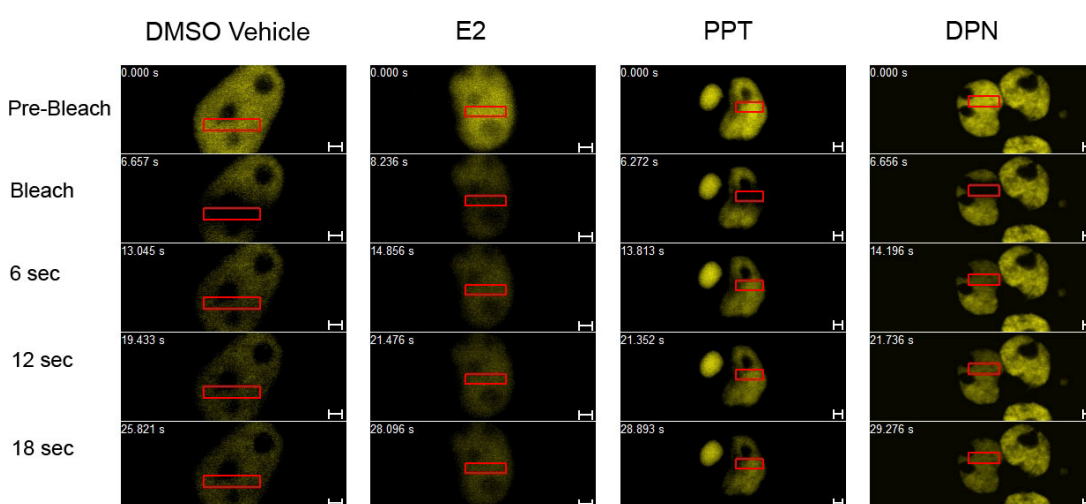 DMSO Vehicle E2 PPT DPN
Pre-Bleach 0.000 s 0.000 s 0.000 s 0.000 s
Bleach 6.657 s 8.236 s 6.272 s 6.656 s
6 sec 13.045 s 14.856 s 13.813 s 14.196 s
12 sec 19.433 s 21.476 s 21.352 s 21.736 s
18 sec 25.821 s 28.096 s 28.893 s 29.276 s